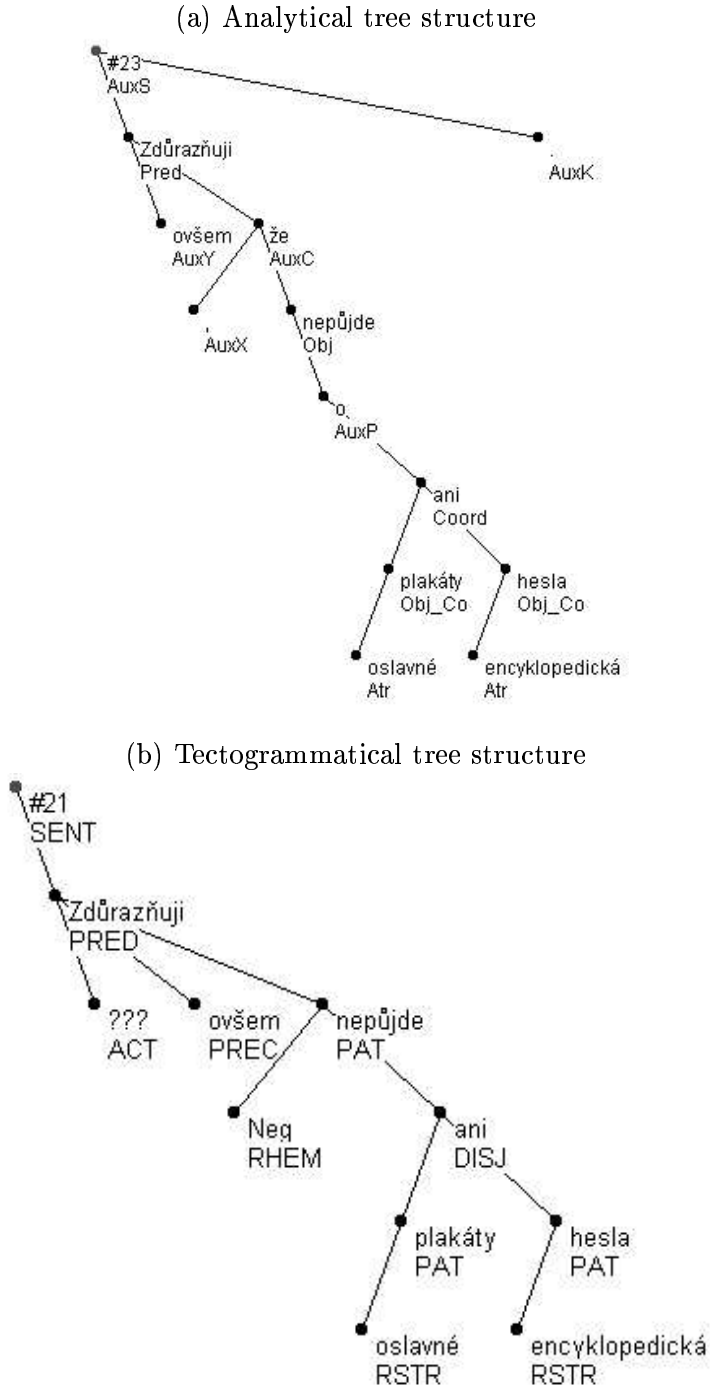 (a) Analytical tree structure
#23
AuxS
Zdůrazňuji
Pred
.
AuxK
ovšem
AuxY
že
AuxC
,
AuxX
nepůjde
Obj
o
AuxP
ani
Coord
plakáty
Obj_Co
hesla
Obj_Co
oslavné
Atr
encyklopedická
Atr
(b) Tectogrammatical tree structure
#21
SENT
Zdůrazňuji
PRED
???
ACT
ovšem
PREC
nepůjde
PAT
Neg
RHEM
ani
DISJ
plakáty
PAT
hesla
PAT
oslavné
RSTR
encyklopedická
RSTR